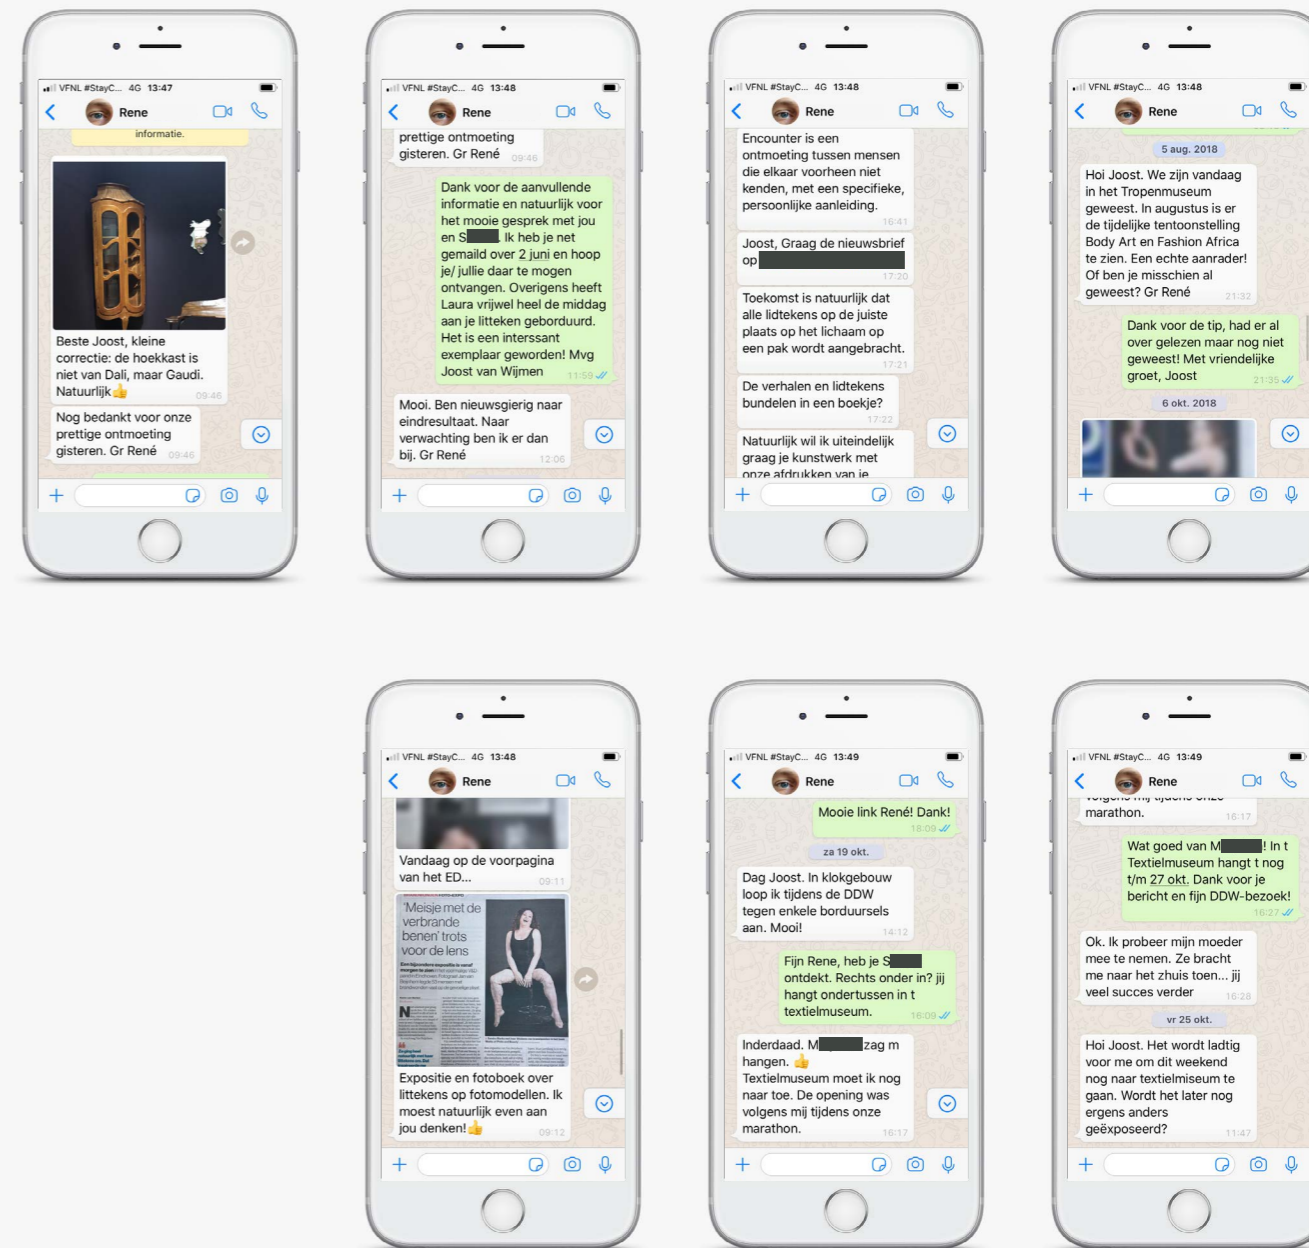 VFNL #StayC... 4G 13:47
Rene
informatie.
Beste Joost, kleine
correctie: de hoekkast is
niet van Dali, maar Gaudi.
Natuurlijk👍 09:46
Nog bedankt voor onze
prettige ontmoeting
gisteren. Gr René 09:46
VFNL #StayC... 4G 13:48
Rene
prettige ontmoeting
gisteren. Gr René 09:46
Dank voor de aanvullende
informatie en natuurlijk voor
het mooie gesprek met jou
en S . Ik heb je net
gemaild over 2 juni en hoop
je/ jullie daar te mogen
ontvangen. Overigens heeft
Laura vrijwel heel de middag
aan je litteken geborduurd.
Het is een interssant
exemplaar geworden! Mvg
Joost van Wijmen 11:59
Mooi. Ben nieuwsgierig naar
eindresultaat. Naar
verwachting ben ik er dan
bij. Gr René 12:06
VFNL #StayC... 4G 13:48
Rene
Encounter is een
ontmoeting tussen mensen
die elkaar voorheen niet
kenden, met een specifieke,
persoonlijke aanleiding.
16:41
Joost, Graag de nieuwsbrief
op
17:20
Toekomst is natuurlijk dat
alle lidtekens op de juiste
plaats op het lichaam op
een pak wordt aangebracht.
17:21
De verhalen en lidtekens
bundelen in een boekje?
17:22
Natuurlijk wil ik uiteindelijk
graag je kunstwerk met
onze afdrukken van je
VFNL #StayC... 4G 13:48
Rene
5 aug. 2018
Hoi Joost. We zijn vandaag
in het Tropenmuseum
geweest. In augustus is er
de tijdelijke tentoonstelling
Body Art en Fashion Africa
te zien. Een echte aanrader!
Of ben je misschien al
geweest? Gr René 21:32
Dank voor de tip, had er al
over gelezen maar nog niet
geweest! Met vriendelijke
groet, Joost 21:35
6 okt. 2018
VFNL #StayC... 4G 13:48
Rene
Vandaag op de voorpagina
van het ED... 09:11
'Meisje met de
verbrande
benen' trots
voor de lens
Expositie en fotoboek over
littekens op fotomodellen. Ik
moest natuurlijk even aan
jou denken!👍 09:12
VFNL #StayC... 4G 13:49
Rene
Mooie link René! Dank!
18:09
za 19 okt.
Dag Joost. In klokgebouw
loop ik tijdens de DDW
tegen enkele borduursels
aan. Mooi! 14:12
Fijn Rene, heb je S
ontdekt. Rechts onder in? jij
hangt ondertussen in t
textielmuseum. 16:09
Inderdaad. M zag m
hangen. 👍
Textielmuseum moet ik nog
naar toe. De opening was
volgens mij tijdens onze
marathon. 16:17
VFNL #StayC... 4G 13:49
Rene
volgens mij tijdens onze
marathon. 16:17
Wat goed van M ! In t
Textielmuseum hangt t nog
t/m 27 okt. Dank voor je
bericht en fijn DDW-bezoek!
16:27
Ok. Ik probeer mijn moeder
mee te nemen. Ze bracht
me naar het zhuis toen... jij
veel succes verder 16:28
vr 25 okt.
Hoi Joost. Het wordt ladtig
voor me om dit weekend
nog naar textielmiseum te
gaan. Wordt het later nog
ergens anders
geëxposeerd? 11:47